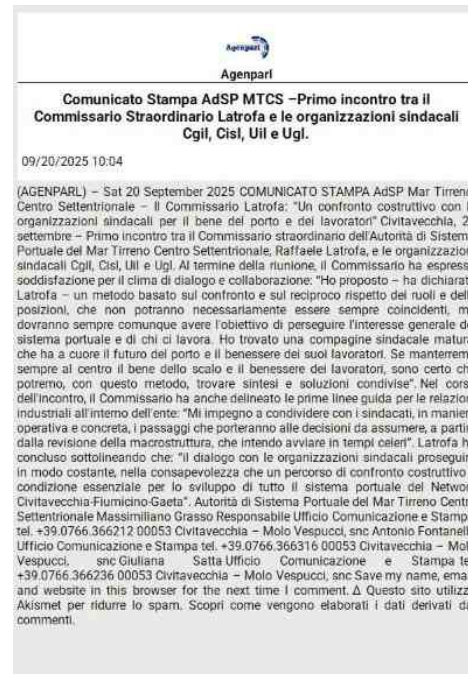 Agenparl
Agenparl
Comunicato Stampa AdSP MTCS –Primo incontro tra il
Commissario Straordinario Latrofa e le organizzazioni sindacali
Cgil, Cisl, Uil e Ugl.
09/20/2025 10:04
(AGENPARL) – Sat 20 September 2025 COMUNICATO STAMPA AdSP Mar Tirreno
Centro Settentrionale – Il Commissario Latrofa: "Un confronto costruttivo con l
organizzazioni sindacali per il bene del porto e dei lavoratori" Civitavecchia, 2
settembre – Primo incontro tra il Commissario straordinario dell'Autorità di Sistem
Portuale del Mar Tirreno Centro Settentrionale, Raffaele Latrofa, e le organizzazion
sindacali Cgil, Cisl, Uil e Ugl. Al termine della riunione, il Commissario ha espress
soddisfazione per il clima di dialogo e collaborazione: "Ho proposto – ha dichiarat
Latrofa – un metodo basato sul confronto e sul reciproco rispetto dei ruoli e dell
posizioni, che non potranno necessariamente essere sempre coincidenti, m
dovranno sempre comunque avere l'obiettivo di perseguire l'interesse generale de
sistema portuale e di chi ci lavora. Ho trovato una compagine sindacale matura
che ha a cuore il futuro del porto e il benessere dei suoi lavoratori. Se manterrem
sempre al centro il bene dello scalo e il benessere dei lavoratori, sono certo ch
potremo, con questo metodo, trovare sintesi e soluzioni condivise". Nel cors
dell'incontro, il Commissario ha anche delineato le prime linee guida per le relazion
industriali all'interno dell'ente: "Mi impegno a condividere con i sindacati, in manier
operativa e concreta, i passaggi che porteranno alle decisioni da assumere, a partir
dalla revisione della macrostruttura, che intendo avviare in tempi celeri". Latrofa h
concluso sottolineando che: "il dialogo con le organizzazioni sindacali proseguir
in modo costante, nella consapevolezza che un percorso di confronto costruttivo
condizione essenziale per lo sviluppo di tutto il sistema portuale del Networ
Civitavecchia-Fiumicino-Gaeta". Autorità di Sistema Portuale del Mar Tirreno Centr
Settentrionale Massimiliano Grasso Responsabile Ufficio Comunicazione e Stamp
tel. +39.0766.366212 00053 Civitavecchia – Molo Vespucci, snc Antonio Fontanell
Ufficio Comunicazione e Stampa tel. +39.0766.366316 00053 Civitavecchia – Mol
Vespucci, snc Giuliana Satta Ufficio Comunicazione e Stampa te
+39.0766.366236 00053 Civitavecchia – Molo Vespucci, snc Save my name, ema
and website in this browser for the next time I comment. Δ Questo sito utilizz
Akismet per ridurre lo spam. Scopri come vengono elaborati i dati derivati da
commenti.